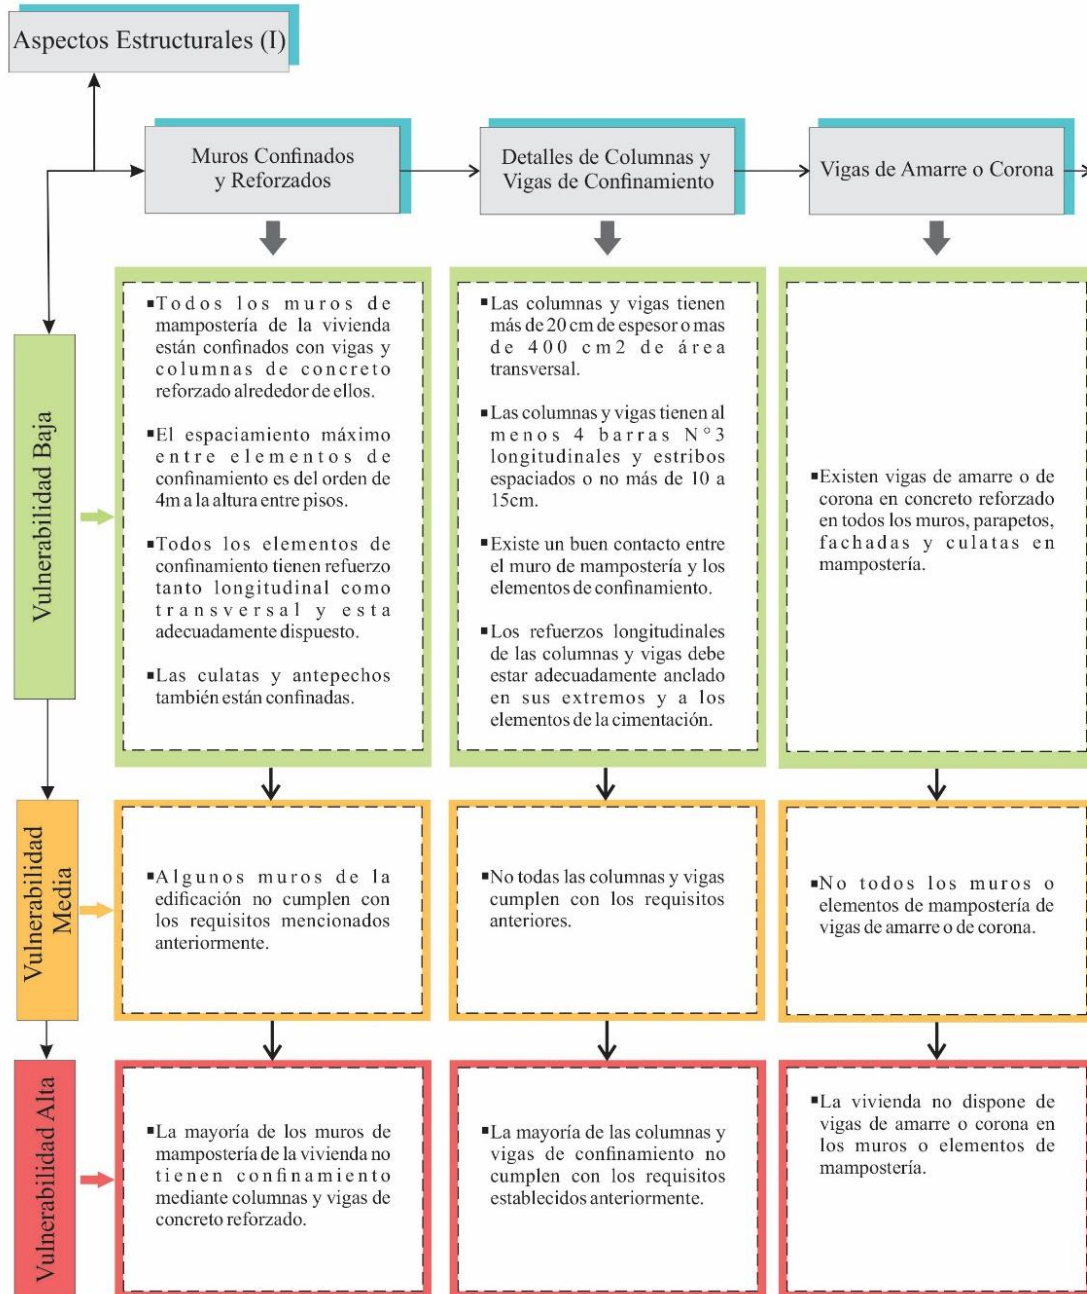 Aspectos Estructurales (I)
Muros Confinados
y Reforzados
Detalles de Columnas y
Vigas de Confinamiento
Vigas de Amarre o Corona
Vulnerabilidad Baja
▪Todos los muros de
mampostería de la vivienda
están confinados con vigas y
columnas de concreto
reforzado alrededor de ellos.
▪El espaciamiento máximo
entre elementos de
confinamiento es del orden de
4m a la altura entre pisos.
▪Todos los elementos de
confinamiento tienen refuerzo
tanto longitudinal como
transversal y esta
adecuadamente dispuesto.
▪Las culatas y antepechos
también están confinadas.
▪Las columnas y vigas tienen
más de 20 cm de espesor o mas
de 400 cm2 de área
transversal.
▪Las columnas y vigas tienen al
menos 4 barras N°3
longitudinales y estribos
espaciados o no más de 10 a
15cm.
▪Existe un buen contacto entre
el muro de mampostería y los
elementos de confinamiento.
▪Los refuerzos longitudinales
de las columnas y vigas debe
estar adecuadamente anclado
en sus extremos y a los
elementos de la cimentación.
▪Existen vigas de amarre o de
corona en concreto reforzado
en todos los muros, parapetos,
fachadas y culatas en
mampostería.
Vulnerabilidad
Media
▪Algunos muros de la
edificación no cumplen con
los requisitos mencionados
anteriormente.
▪No todas las columnas y vigas
cumplen con los requisitos
anteriores.
▪No todos los muros o
elementos de mampostería de
vigas de amarre o de corona.
Vulnerabilidad Alta
▪La mayoría de los muros de
mampostería de la vivienda no
tienen confinamiento
mediante columnas y vigas de
concreto reforzado.
▪La mayoría de las columnas y
vigas de confinamiento no
cumplen con los requisitos
establecidos anteriormente.
▪La vivienda no dispone de
vigas de amarre o corona en
los muros o elementos de
mampostería.